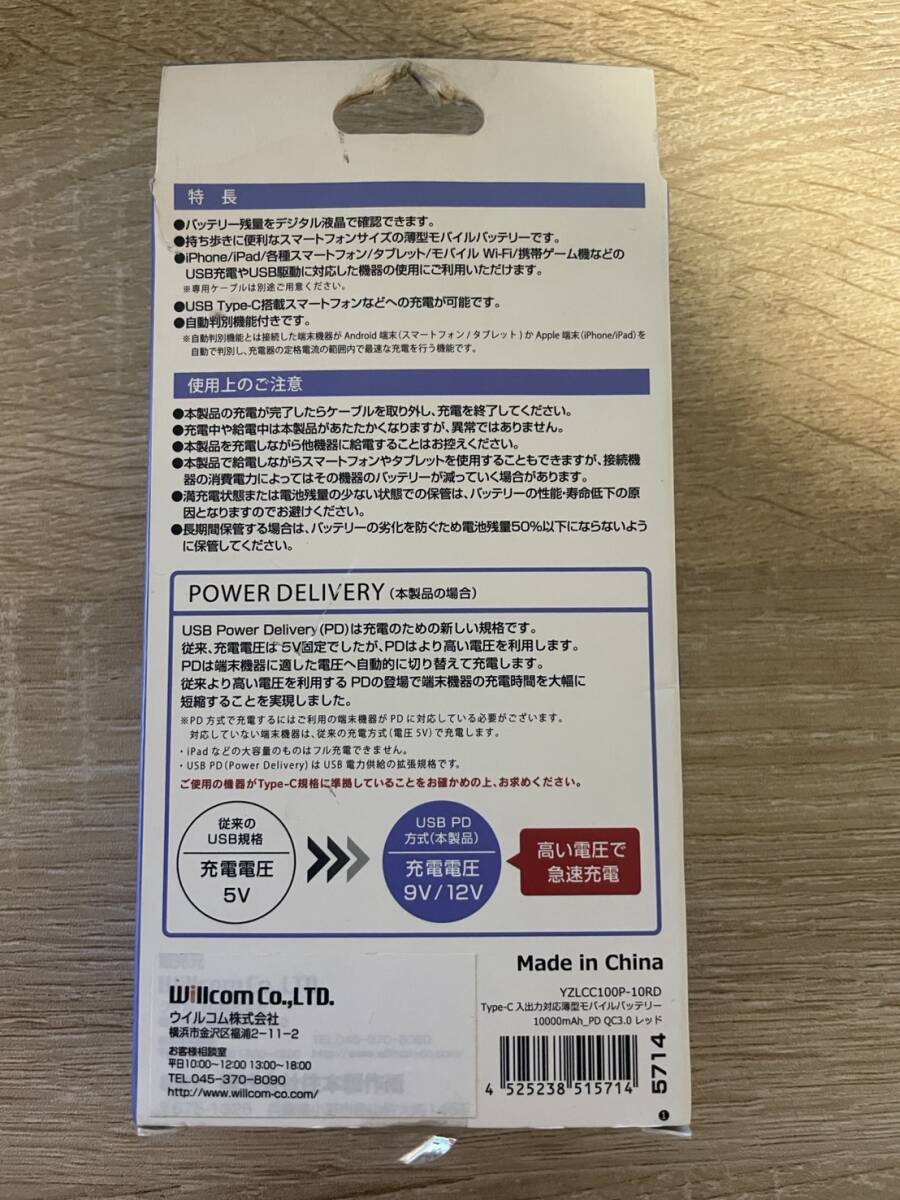 特 長
●バッテリー残量をデジタル液晶で確認できます。
●持ち歩きに便利なスマートフォンサイズの薄型モバイルバッテリーです。
●iPhone/iPad/各種スマートフォン/タブレット/モバイル Wi-Fi/携帯ゲーム機などの
USB充電やUSB駆動に対応した機器の使用にご利用いただけます。
※専用ケーブルは別途ご用意ください。
●USB Type-C搭載スマートフォンなどへの充電が可能です。
●自動判別機能付きです。
※自動判別機能とは接続した端末機器が Android 端末(スマートフォン/タブレット)か Apple 端末(iPhone/iPad)を
自動で判別し、充電器の定格電流の範囲内で最速な充電を行う機能です。
使用上のご注意
●本製品の充電が完了したらケーブルを取り外し、充電を終了してください。
●充電中や給電中は本製品があたたかくなりますが、異常ではありません。
●本製品を充電しながら他機器に給電することはお控えください。
●本製品で給電しながらスマートフォンやタブレットを使用することもできますが、接続機
器の消費電力によってはその機器のバッテリーが減っていく場合があります。
●満充電状態または電池残量の少ない状態での保管は、バッテリーの性能・寿命低下の原
因となりますのでお避けください。
●長期間保管する場合は、バッテリーの劣化を防ぐため電池残量50%以下にならないよう
に保管してください。
POWER DELIVERY(本製品の場合)
USB Power Delivery(PD)は充電のための新しい規格です。
従来、充電電圧は 5V固定でしたが、PDはより高い電圧を利用します。
PDは端末機器に適した電圧へ自動的に切り替えて充電します。
従来より高い電圧を利用する PDの登場で端末機器の充電時間を大幅に
短縮することを実現しました。
※PD 方式で充電するにはご利用の端末機器が PD に対応している必要がございます。
対応していない端末機器は、従来の充電方式(電圧 5V)で充電します。
・iPad などの大容量のものはフル充電できません。
・USB PD(Power Delivery)は USB 電力供給の拡張規格です。
ご使用の機器がType-C規格に準拠していることをお確かめの上、お求めください。
従来の
USB規格
充電電圧
5V
USB PD
方式(本製品)
充電電圧
9V/12V
高い電圧で
急速充電
Made in China
YZLCC100P-10RD
Type-C 入出力対応薄型モバイルバッテリー
10000mAh_PD QC3.0 レッド
4 525238 515714
5714
❶
Willcom Co.,LTD.
ウイルコム株式会社
横浜市金沢区福浦2-11-2
お客様相談室
平日10:00~12:00 13:00~18:00
TEL.045-370-8090
http://www.willcom-co.com/